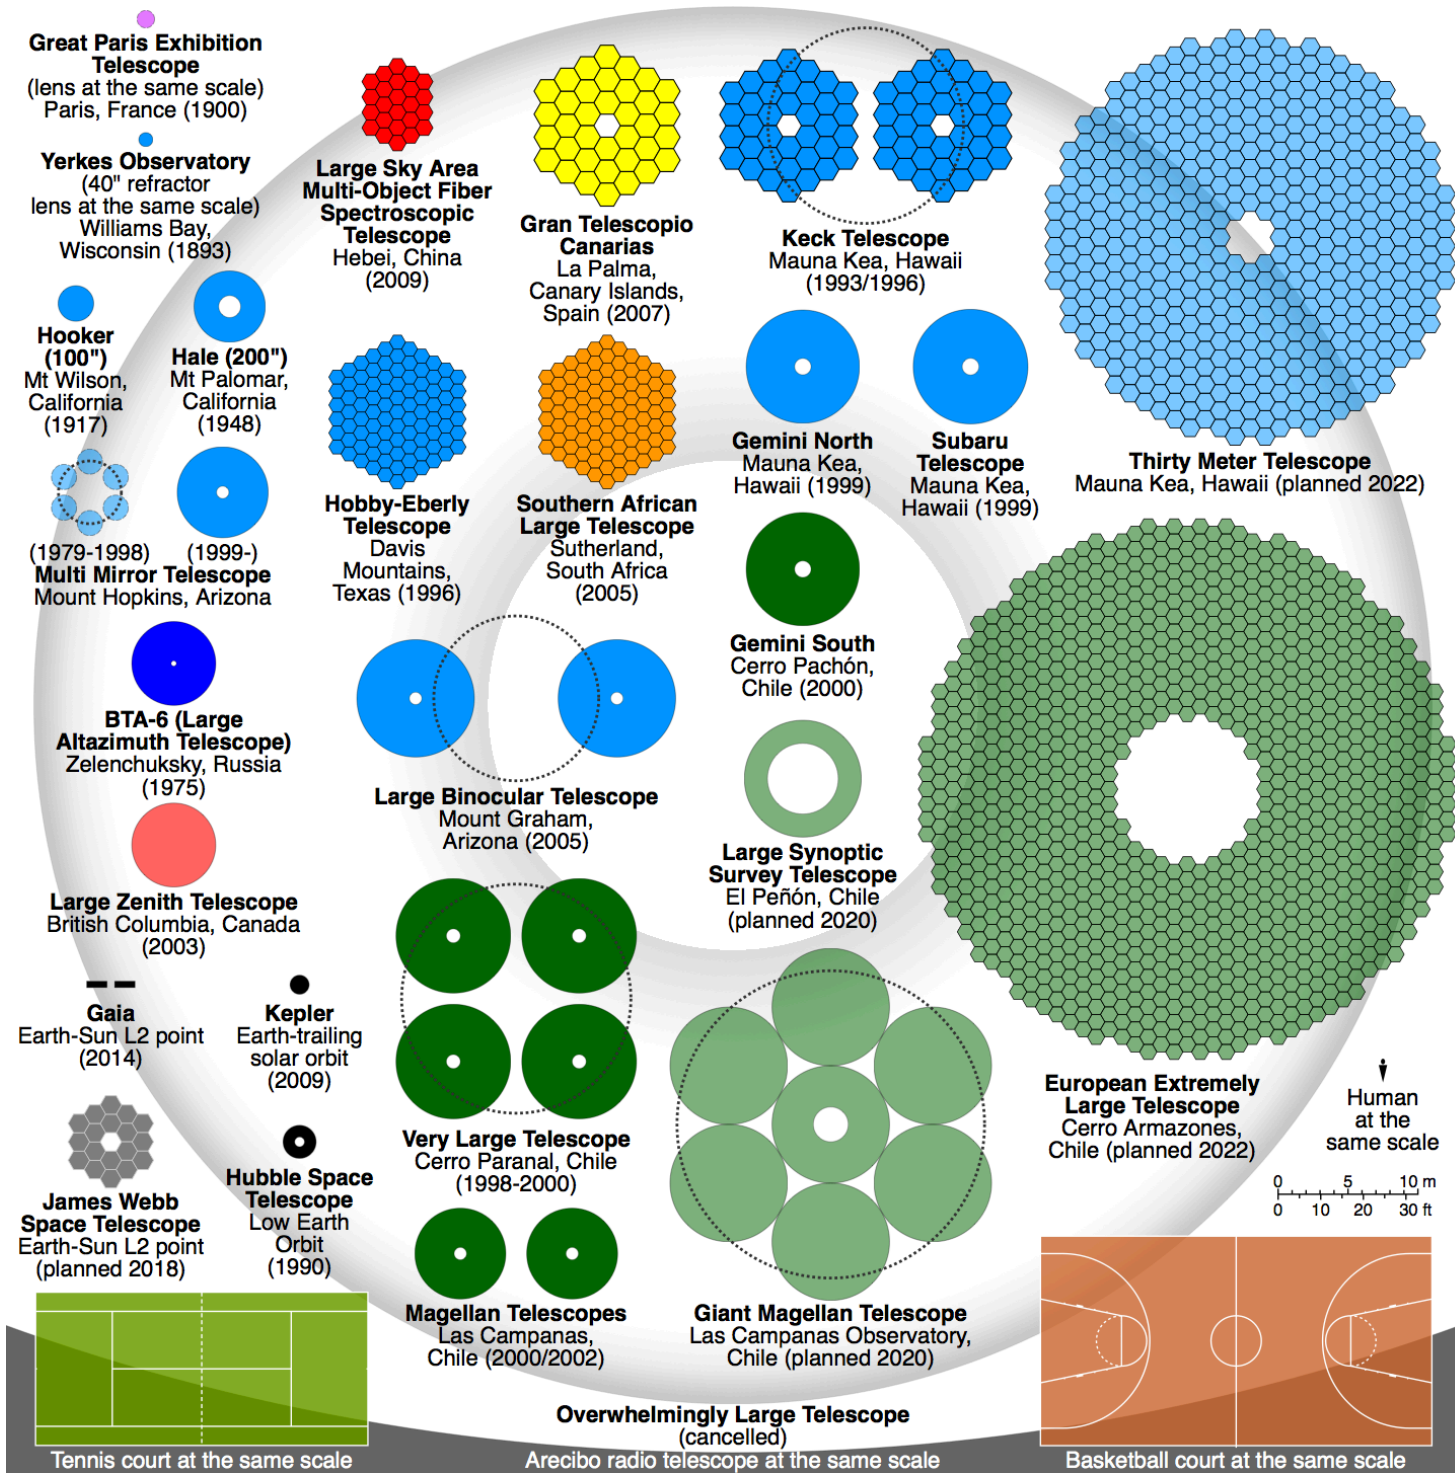 Great Paris Exhibition
Telescope
(lens at the same scale)
Paris, France (1900)
Yerkes Observatory
(40" refractor
lens at the same scale)
Williams Bay,
Wisconsin (1893)
Hooker
(100")
Mt Wilson,
California
(1917)
Hale (200")
Mt Palomar,
California
(1948)
(1979-1998)
(1999-)
Multi Mirror Telescope
Mount Hopkins, Arizona
BTA-6 (Large
Altazimuth Telescope)
Zelenchuksky, Russia
(1975)
Large Zenith Telescope
British Columbia, Canada
(2003)
Gaia
Earth-Sun L2 point
(2014)
Kepler
Earth-trailing
solar orbit
(2009)
James Webb
Space Telescope
Earth-Sun L2 point
(planned 2018)
Hubble Space
Telescope
Low Earth
Orbit
(1990)
Large Sky Area
Multi-Object Fiber
Spectroscopic
Telescope
Hebei, China
(2009)
Gran Telescopio
Canarias
La Palma,
Canary Islands,
Spain (2007)
Keck Telescope
Mauna Kea, Hawaii
(1993/1996)
Hobby-Eberly
Telescope
Davis
Mountains,
Texas (1996)
Southern African
Large Telescope
Sutherland,
South Africa
(2005)
Gemini North
Mauna Kea,
Hawaii (1999)
Subaru
Telescope
Mauna Kea,
Hawaii (1999)
Thirty Meter Telescope
Mauna Kea, Hawaii (planned 2022)
Gemini South
Cerro Pachón,
Chile (2000)
Large Binocular Telescope
Mount Graham,
Arizona (2005)
Large Synoptic
Survey Telescope
El Peñón, Chile
(planned 2020)
Very Large Telescope
Cerro Paranal, Chile
(1998-2000)
Magellan Telescopes
Las Campanas,
Chile (2000/2002)
Giant Magellan Telescope
Las Campanas Observatory,
Chile (planned 2020)
European Extremely
Large Telescope
Cerro Armazones,
Chile (planned 2022)
Human
at the
same scale
0 5 10 m
0 10 20 30 ft
Overwhelmingly Large Telescope
(cancelled)
Tennis court at the same scale
Arecibo radio telescope at the same scale
Basketball court at the same scale